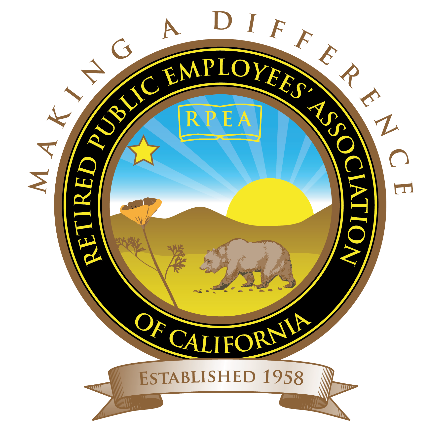 MAKING A DIFFERENCE
RETIRED PUBLIC EMPLOYEES' ASSOCIATION
OF CALIFORNIA
RPEA
ESTABLISHED 1958